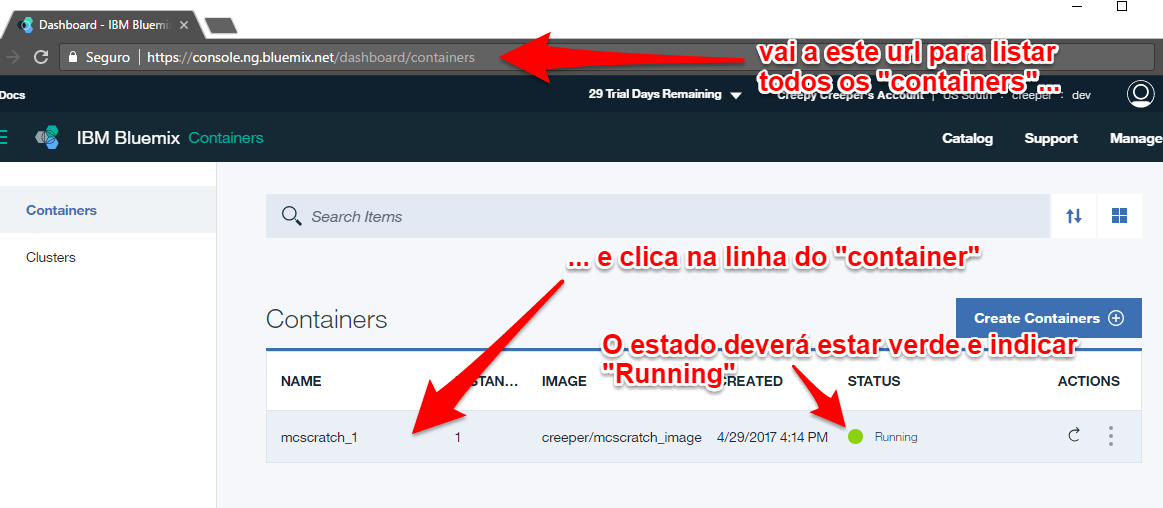 Dashboard - IBM Bluemix
Seguro
https://console.ng.bluemix.net/dashboard/containers
vai a este url para listar
todos os "containers"...
Docs
29 Trial Days Remaining
Creepy Creeper's Account | US South : creeper : dev
IBM Bluemix Containers
Catalog Support Manage
Containers
Search Items
Clusters
... e clica na linha do "container"
Containers
Create Containers
O estado deverá estar verde e indicar
"Running"
NAME STAN... IMAGE CREATED STATUS ACTIONS
mcscratch_1 1 creeper/mcscratch_image 4/29/2017 4:14 PM Running